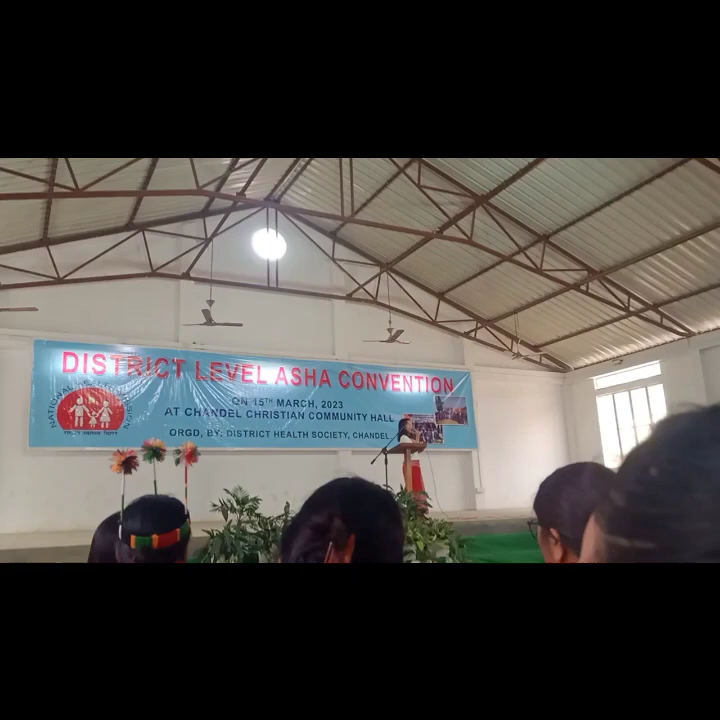 DISTRICT LEVEL ASHA CONVENTION
ON 15TH MARCH, 2023
AT CHANDEL CHRISTIAN COMMUNITY HALL
ORGD. BY: DISTRICT HEALTH SOCIETY, CHANDEL
NATIONAL